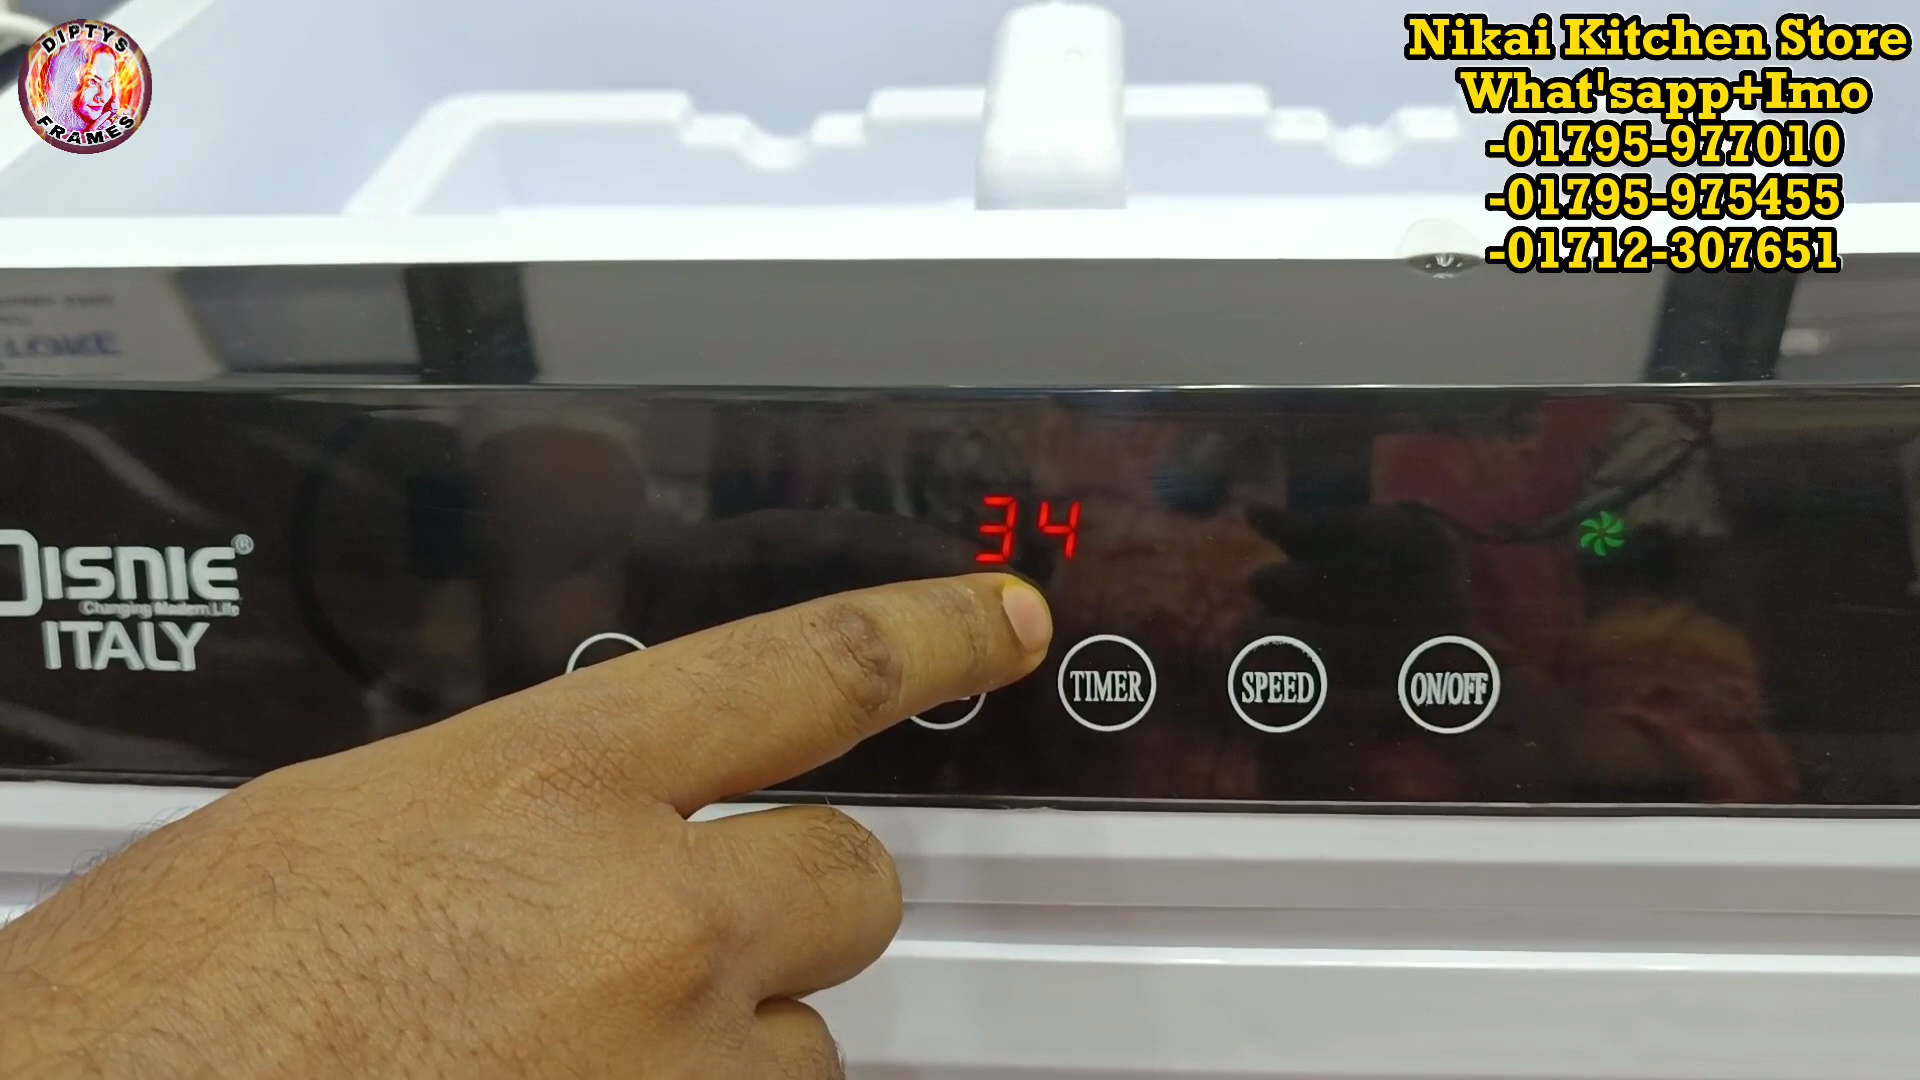 DIPTYS
FRAMES
Nikai Kitchen Store
What'sapp+Imo
-01795-977010
-01795-975455
-01712-307651
DISNIE®
Changing Modern Life
ITALY
34
TIMER
SPEED
ON/OFF